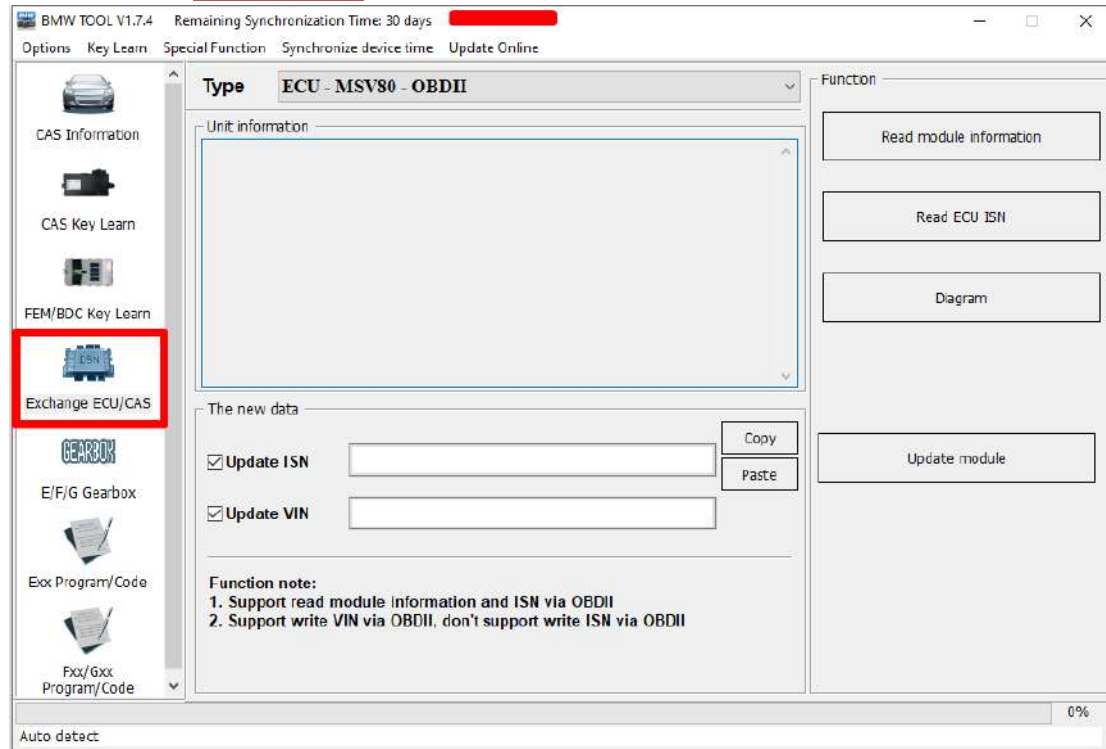 BMW TOOL V1.7.4 Remaining Synchronization Time: 30 days
Options Key Learn Special Function Synchronize device time Update Online
CAS Information
CAS Key Learn
FEM/BDC Key Learn
ISN
Exchange ECU/CAS
GEARBOX
E/F/G Gearbox
Exx Program/Code
Fxx/Gxx
Program/Code
Type ECU - MSV80 - OBDII
Unit information
The new data
Update ISN
Copy
Paste
Update VIN
Function note:
1. Support read module information and ISN via OBDII
2. Support write VIN via OBDII, don't support write ISN via OBDII
Function
Read module information
Read ECU ISN
Diagram
Update module
0%
Auto detect